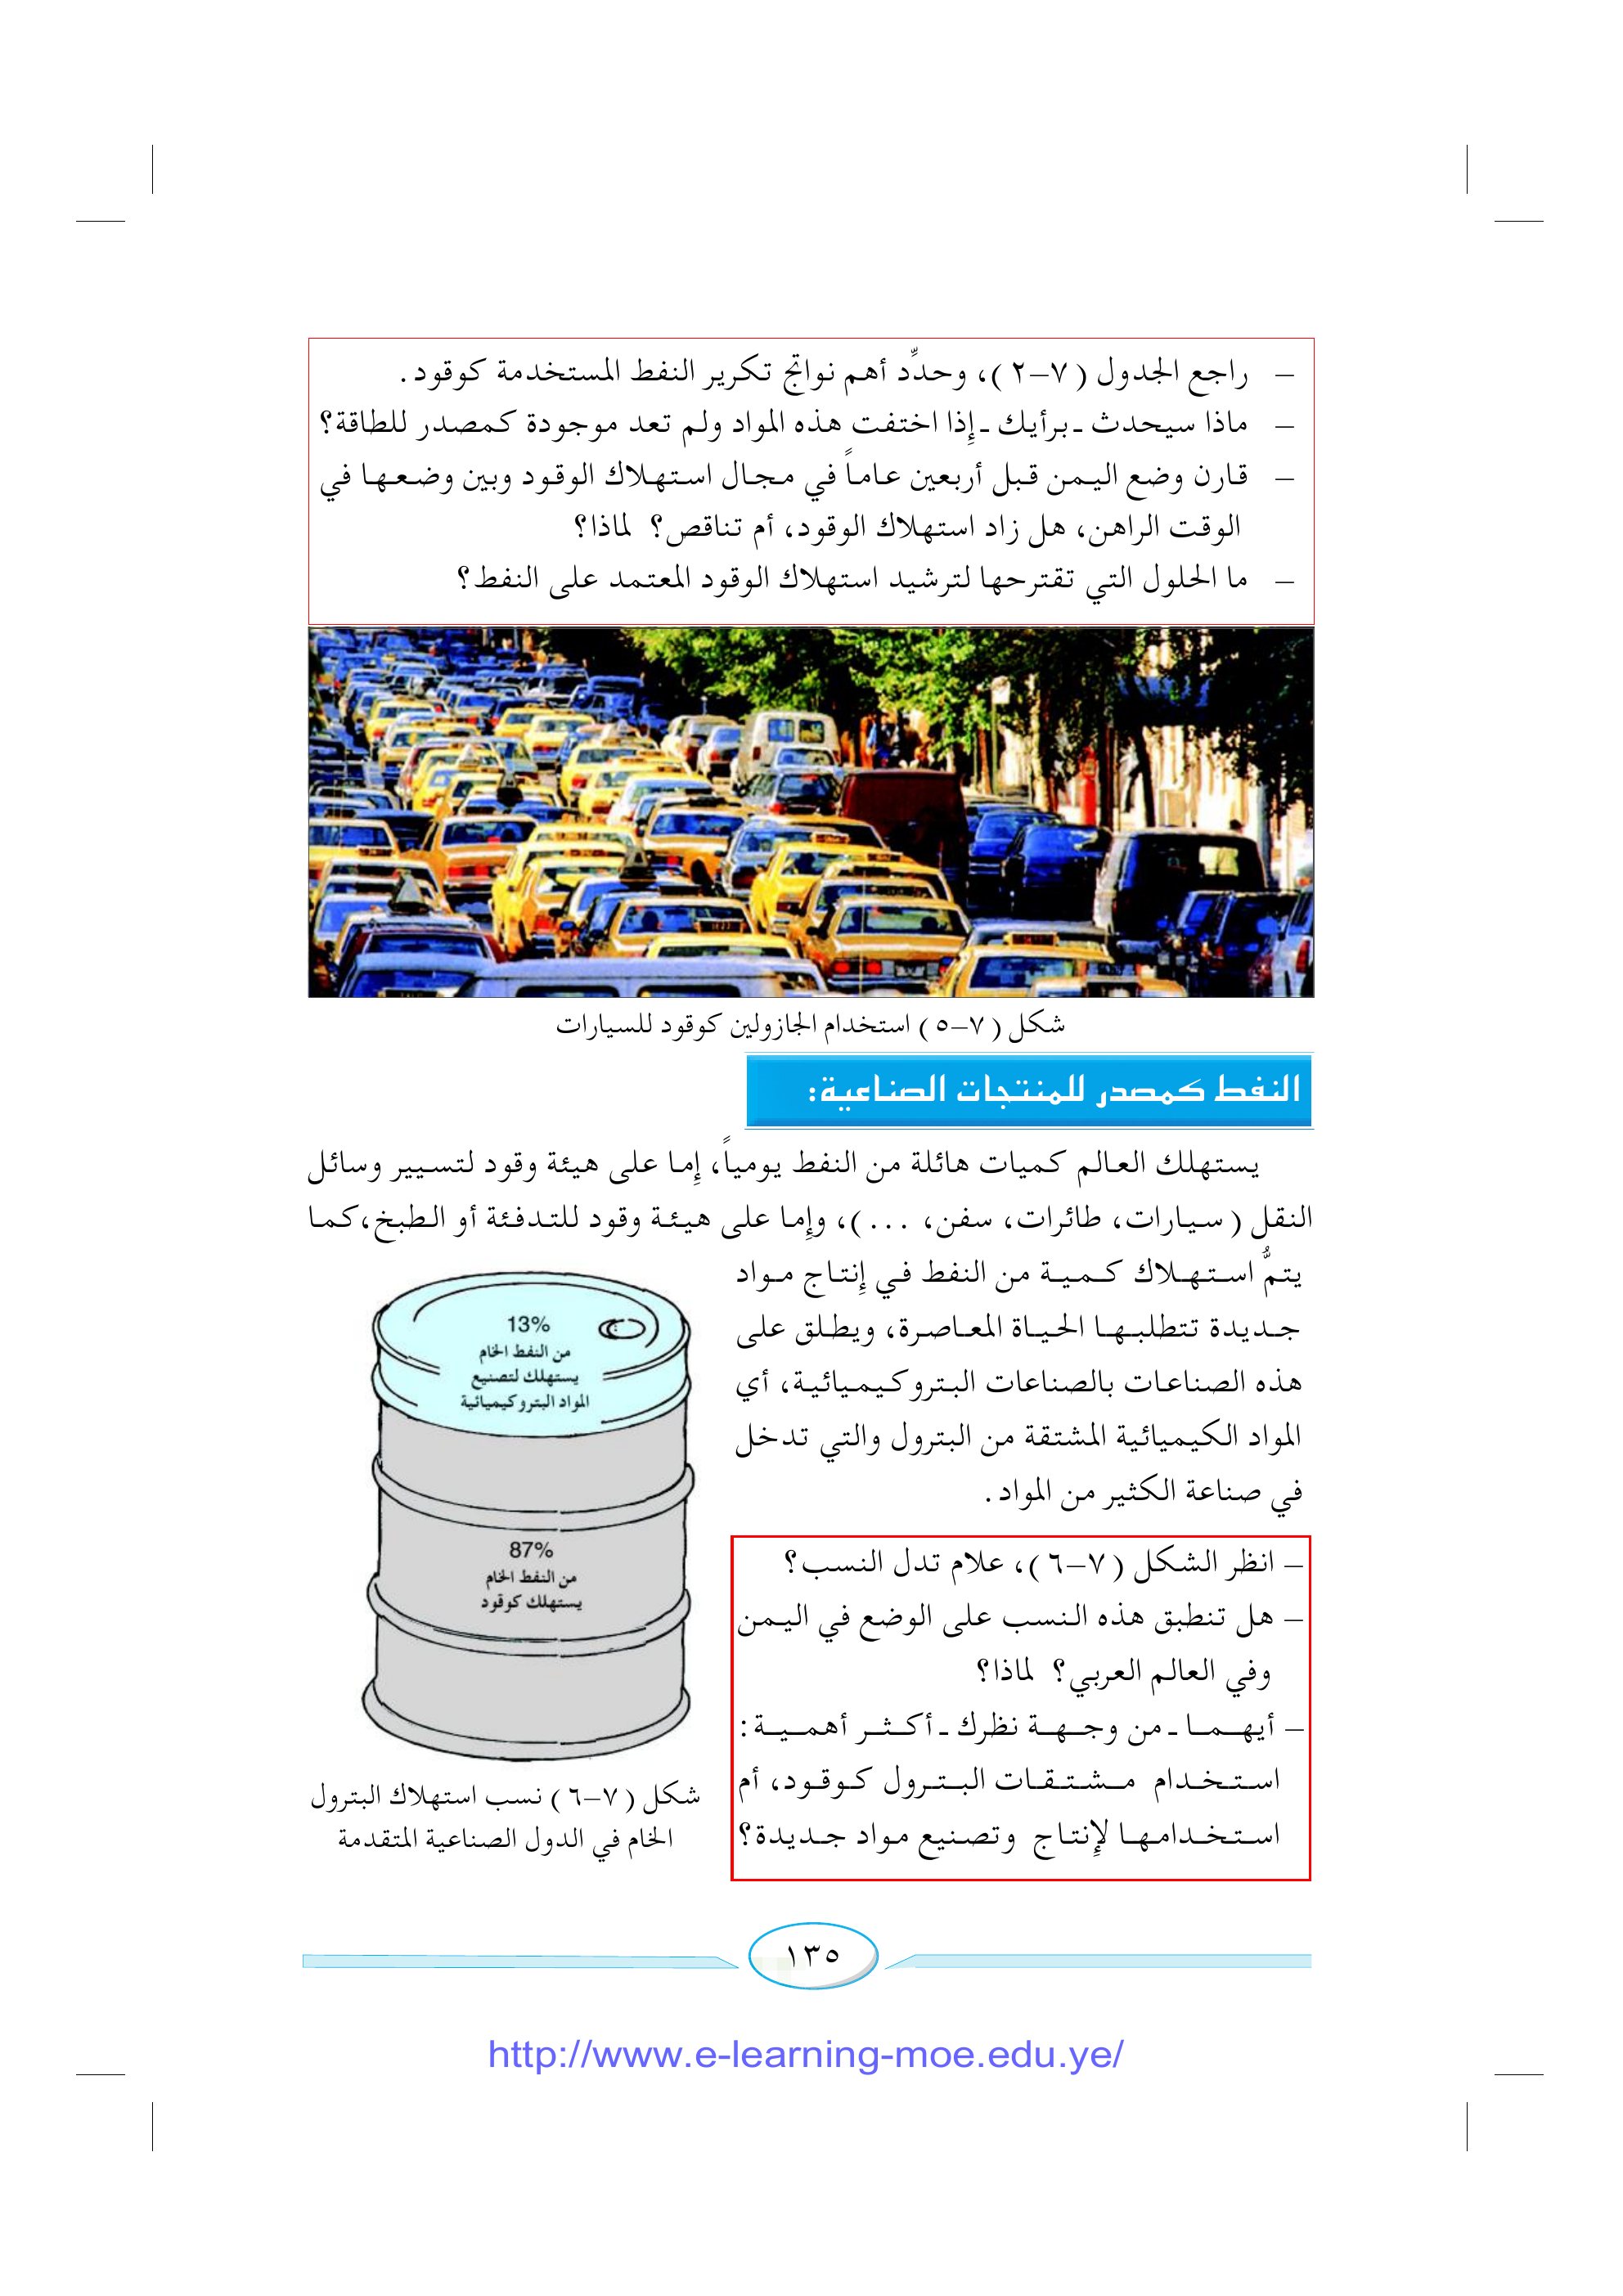 – راجع الجدول ( ٧–٢ )، وحدِّد أهم نواتج تكرير النفط المستخدمة كوقود.
– ماذا سيحدث ـ برأيك ـ إِذا اختفت هذه المواد ولم تعد موجودة كمصدر للطاقة؟
– قارن وضع اليمن قبل أربعين عاماً في مجال استهلاك الوقود وبين وضعها في
الوقت الراهن، هل زاد استهلاك الوقود، أم تناقص؟ لماذا؟
– ما الحلول التي تقترحها لترشيد استهلاك الوقود المعتمد على النفط؟
شكل ( ٧–٥ ) استخدام الجازولين كوقود للسيارات
النفط كمصدر للمنتجات الصناعية:
يستهلك العالم كميات هائلة من النفط يومياً، إِما على هيئة وقود لتسيير وسائل
النقل ( سيارات، طائرات، سفن، ... )، وإِما على هيئة وقود للتدفئة أو الطبخ،كما
يتمُّ استهلاك كمية من النفط في إِنتاج مواد
جديدة تتطلبها الحياة المعاصرة، ويطلق على
هذه الصناعات بالصناعات البتروكيميائية، أي
المواد الكيميائية المشتقة من البترول والتي تدخل
في صناعة الكثير من المواد.
13%
من النفط الخام
يستهلك لتصنيع
المواد البتروكيميائية
87%
من النفط الخام
يستهلك كوقود
شكل ( ٧–٦ ) نسب استهلاك البترول
الخام في الدول الصناعية المتقدمة
– انظر الشكل ( ٧–٦ )، علام تدل النسب؟
– هل تنطبق هذه النسب على الوضع في اليمن
وفي العالم العربي؟ لماذا؟
– أيهما ـ من وجهة نظرك ـ أكثر أهمية:
استخدام مشتقات البترول كوقود، أم
استخدامها لإِنتاج وتصنيع مواد جديدة؟
١٣٥
http://www.e-learning-moe.edu.ye/